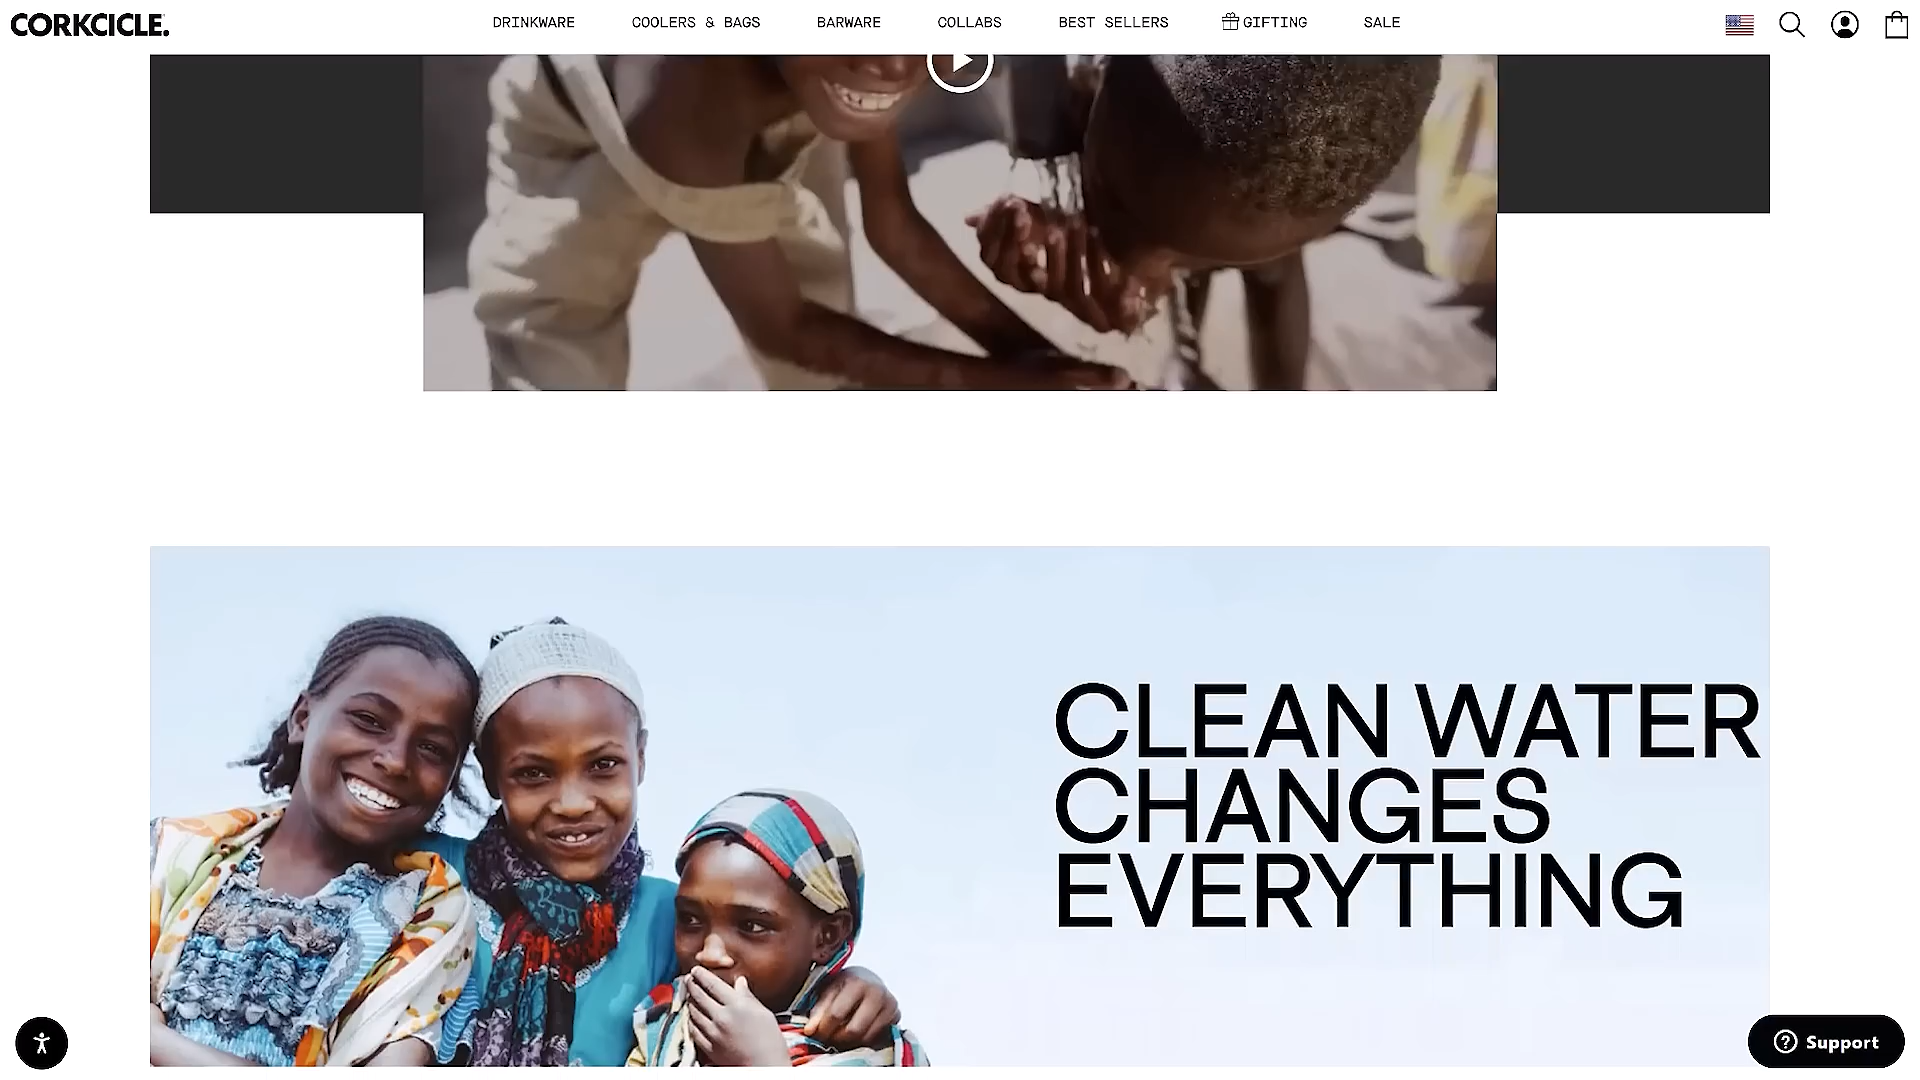 CORKCICLE.
DRINKWARE
COOLERS & BAGS
BARWARE
COLLABS
BEST SELLERS
GIFTING
SALE
CLEAN WATER
CHANGES
EVERYTHING
Support